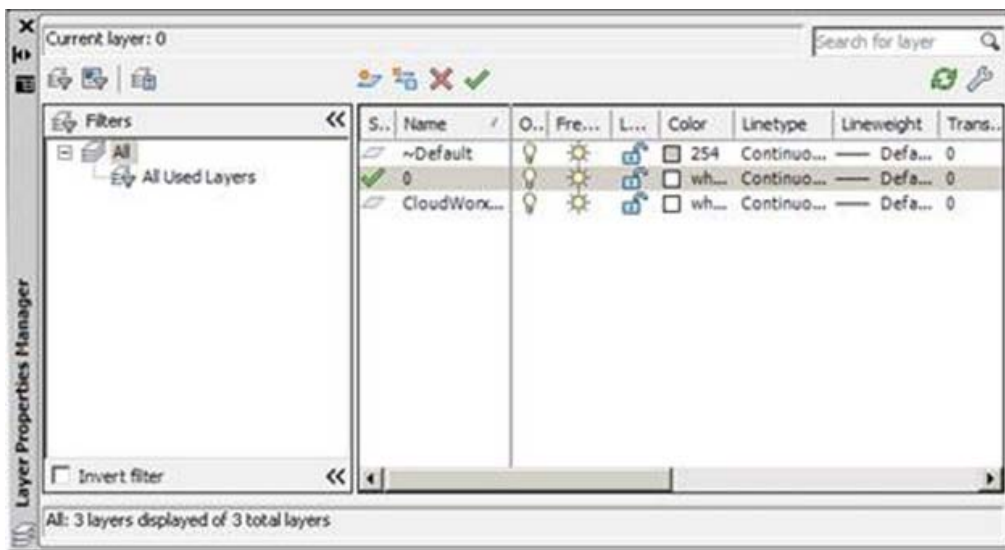 Current layer: 0
Search for layer
Filters
S.. Name O.. Fre... L... Color Linetype Lineweight Trans..
All
~Default 254 Continuo... Defa... 0
All Used Layers
0 wh... Continuo... Defa... 0
CloudWorx... wh... Continuo... Defa... 0
Layer Properties Manager
Invert filter
All: 3 layers displayed of 3 total layers